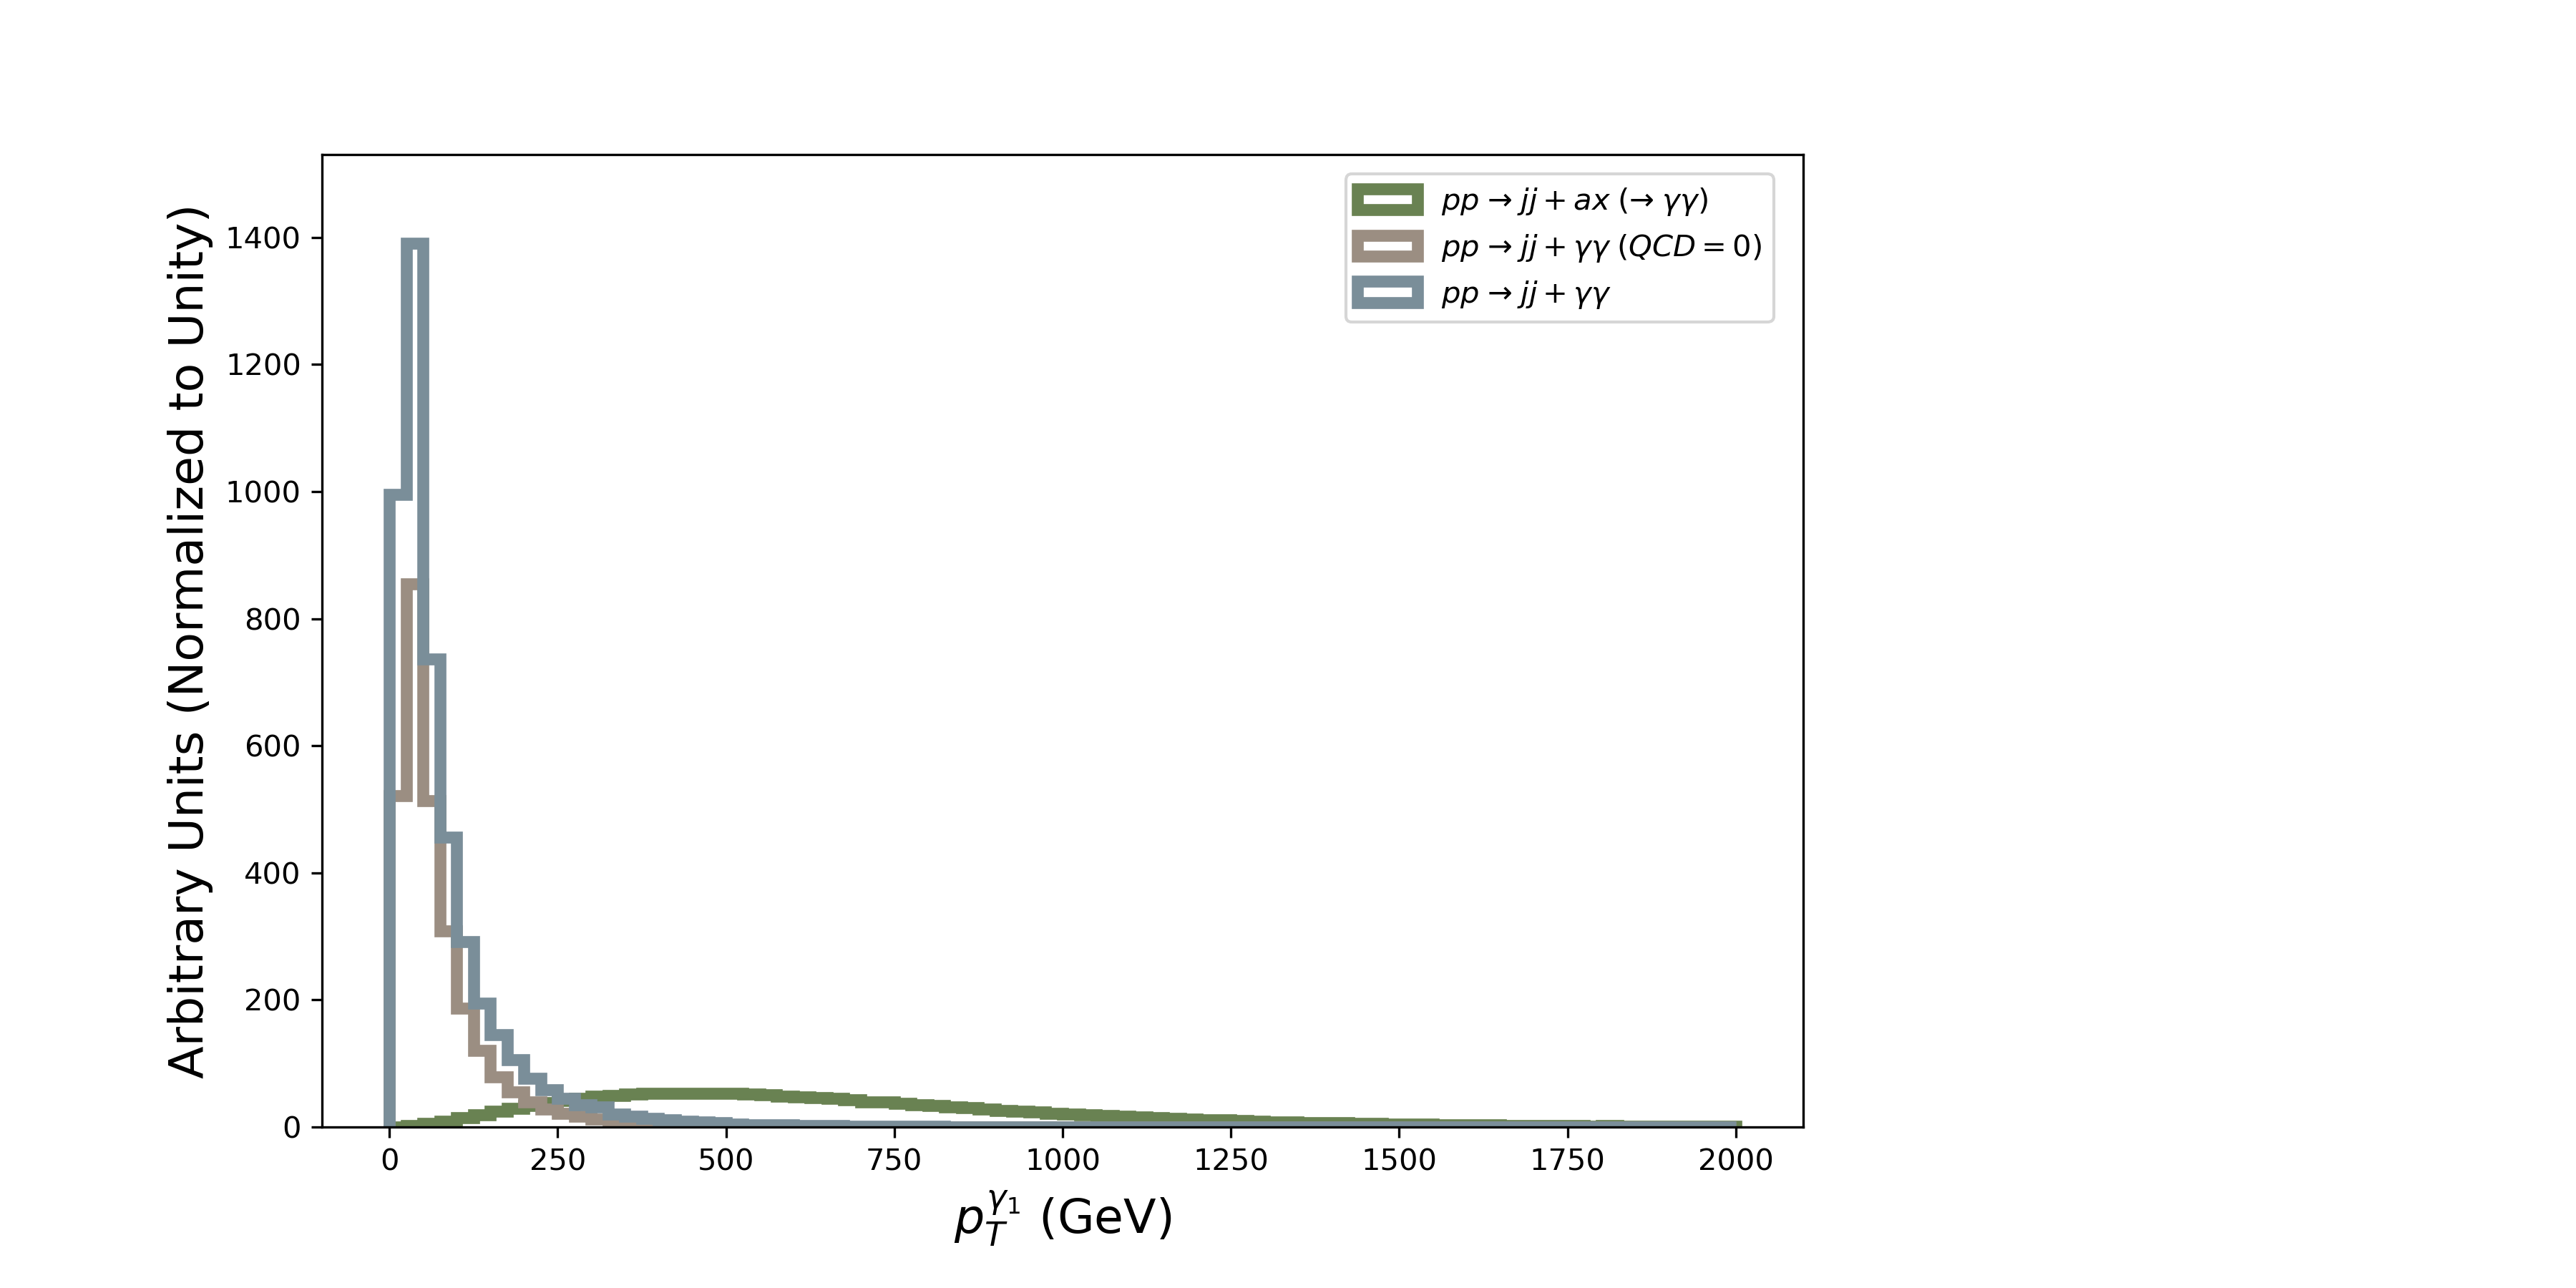 Arbitrary Units (Normalized to Unity)
1400
1200
1000
800
600
400
200
0
pp → jj + ax (→ γγ)
pp → jj + γγ (QCD = 0)
pp → jj + γγ
0 250 500 750 1000 1250 1500 1750 2000
p_T^{γ_1} (GeV)